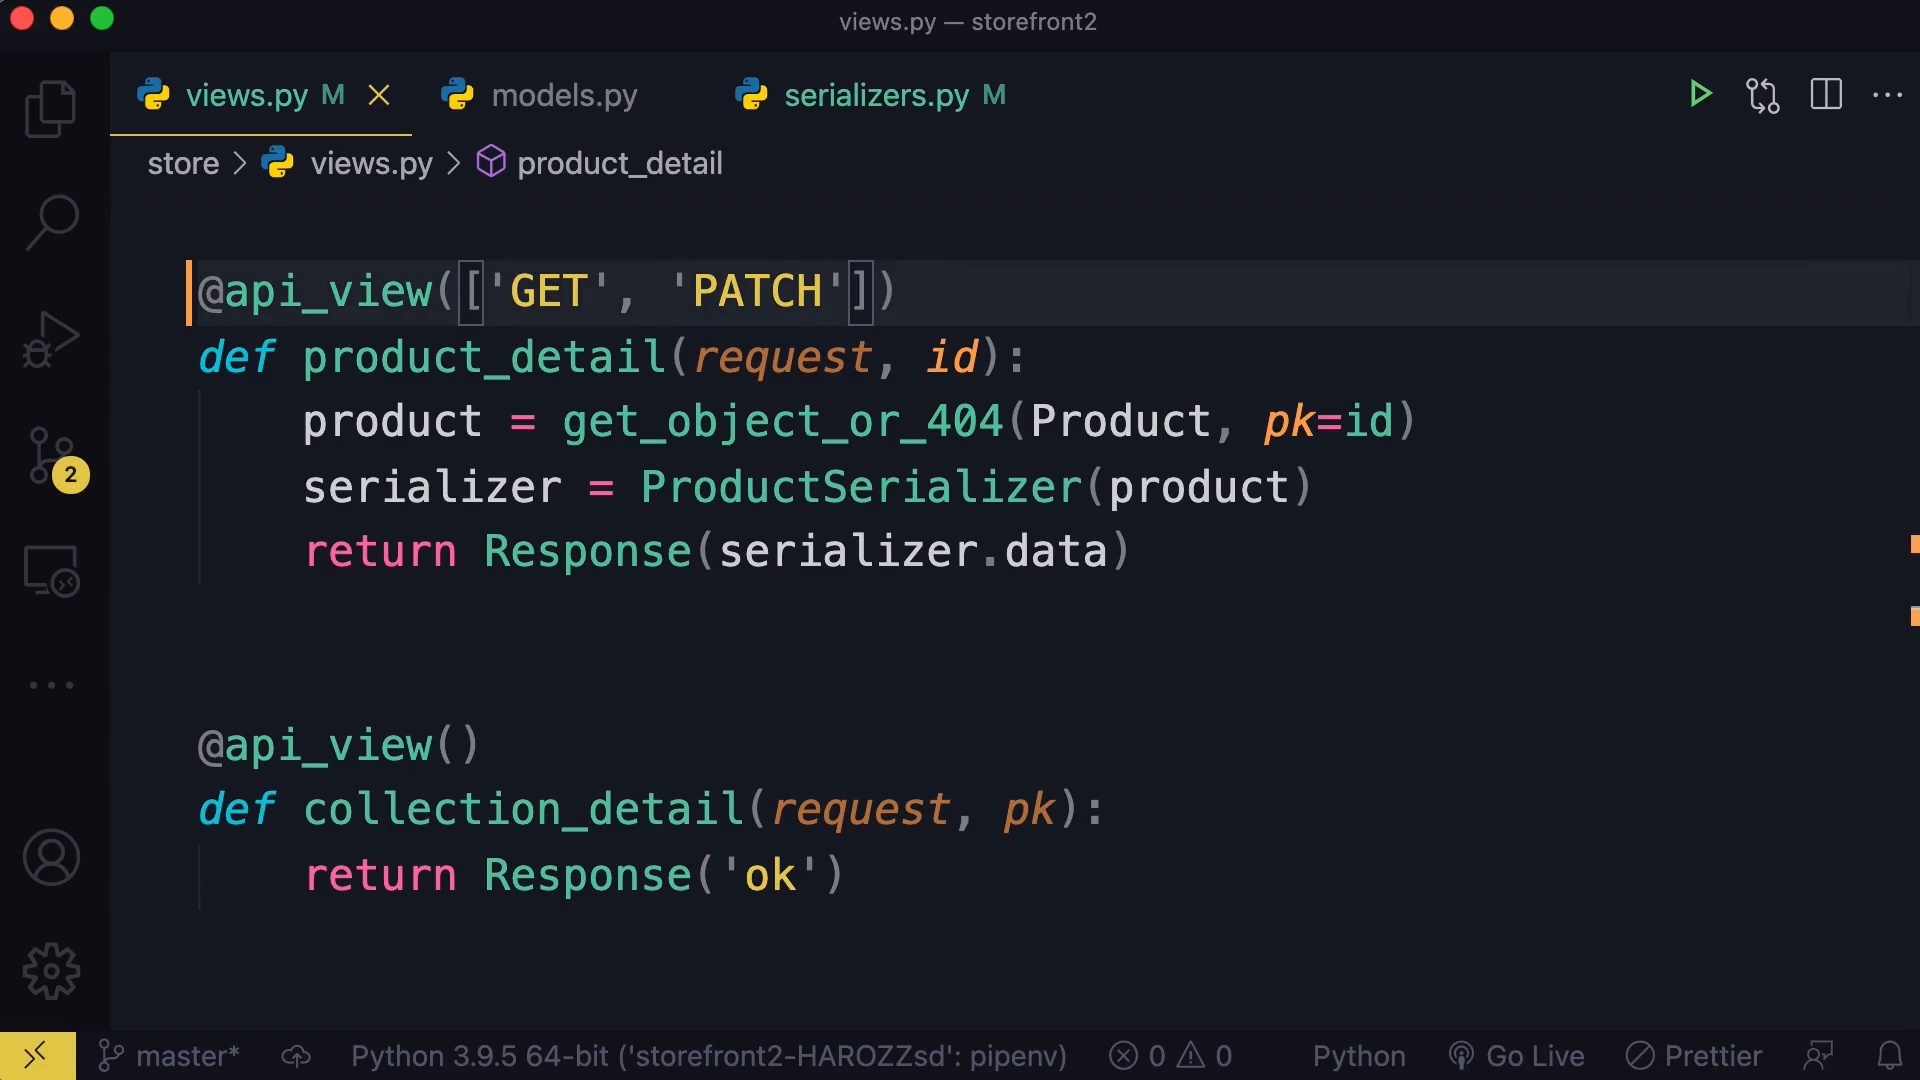 views.py — storefront2
views.py M models.py serializers.py M
store > views.py > product_detail
@api_view(['GET', 'PATCH'])
def product_detail(request, id):
product = get_object_or_404(Product, pk=id)
serializer = ProductSerializer(product)
return Response(serializer.data)
@api_view()
def collection_detail(request, pk):
return Response('ok')
2
master* Python 3.9.5 64-bit ('storefront2-HAROZZsd': pipenv) 0 0 Python Go Live Prettier